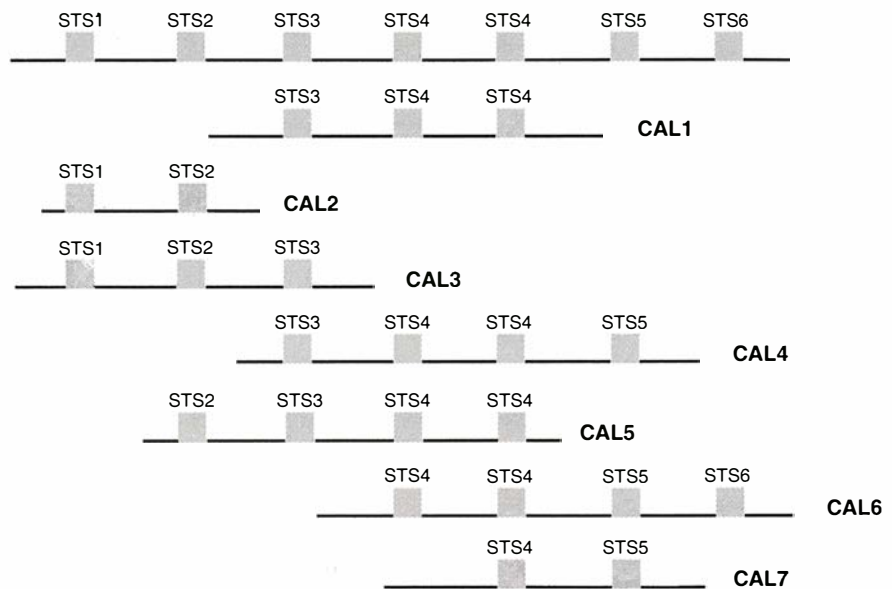 STS1 STS2 STS3 STS4 STS4 STS5 STS6
STS3 STS4 STS4
CAL1
STS1 STS2
CAL2
STS1 STS2 STS3
CAL3
STS3 STS4 STS4 STS5
CAL4
STS2 STS3 STS4 STS4
CAL5
STS4 STS4 STS5 STS6
CAL6
STS4 STS5
CAL7